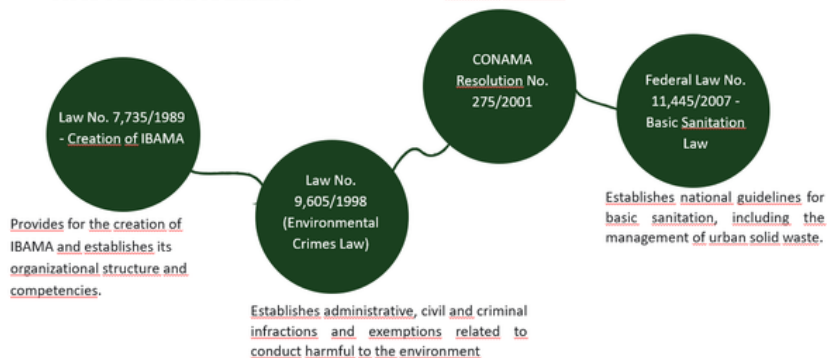 Law No. 7,735/1989
- Creation of IBAMA
Provides for the creation of
IBAMA and establishes its
organizational structure and
competencies.
Law No.
9,605/1998
(Environmental
Crimes Law)
Establishes administrative, civil and criminal
infractions and exemptions related to
conduct harmful to the environment
CONAMA
Resolution No.
275/2001
Federal Law No.
11,445/2007 -
Basic Sanitation
Law
Establishes national guidelines for
basic sanitation, including the
management of urban solid waste.